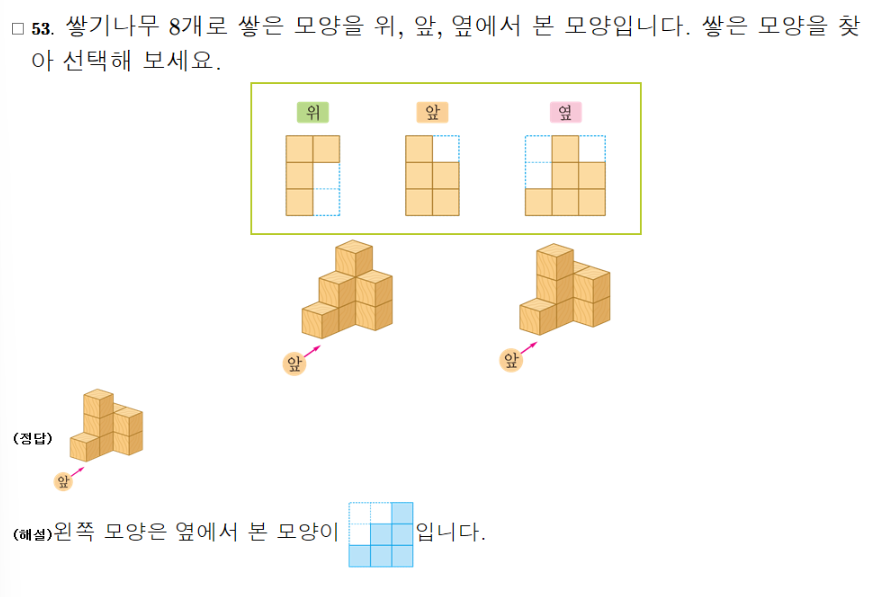 □ 53. 쌓기나무 8개로 쌓은 모양을 위, 앞, 옆에서 본 모양입니다. 쌓은 모양을 찾
아 선택해 보세요.
위 앞 옆
앞 앞
(정답)
앞
(해설)왼쪽 모양은 옆에서 본 모양이 입니다.